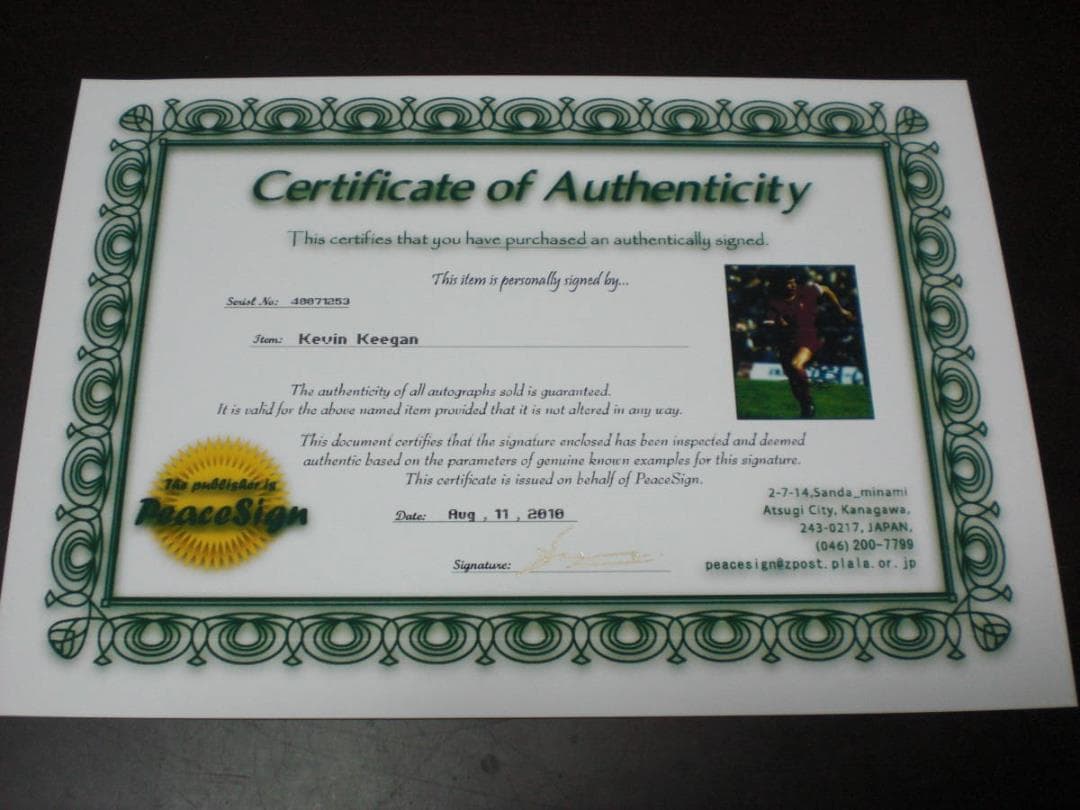 Certificate of Authenticity
This certifies that you have purchased an authentically signed.
This item is personally signed by...
Serial No: 40071253
Item: Kevin Keegan
The authenticity of all autographs sold is guaranteed.
It is valid for the above named item provided that it is not altered in any way.
This document certifies that the signature enclosed has been inspected and deemed
authentic based on the parameters of genuine known examples for this signature.
This certificate is issued on behalf of PeaceSign.
The publisher is
PeaceSign
Date: Aug , 11 , 2010
Signature:
2-7-14,Sanda_minami
Atsugi City, Kanagawa,
243-0217, JAPAN,
(046) 200-7799
peacesign@zpost.plala.or.jp